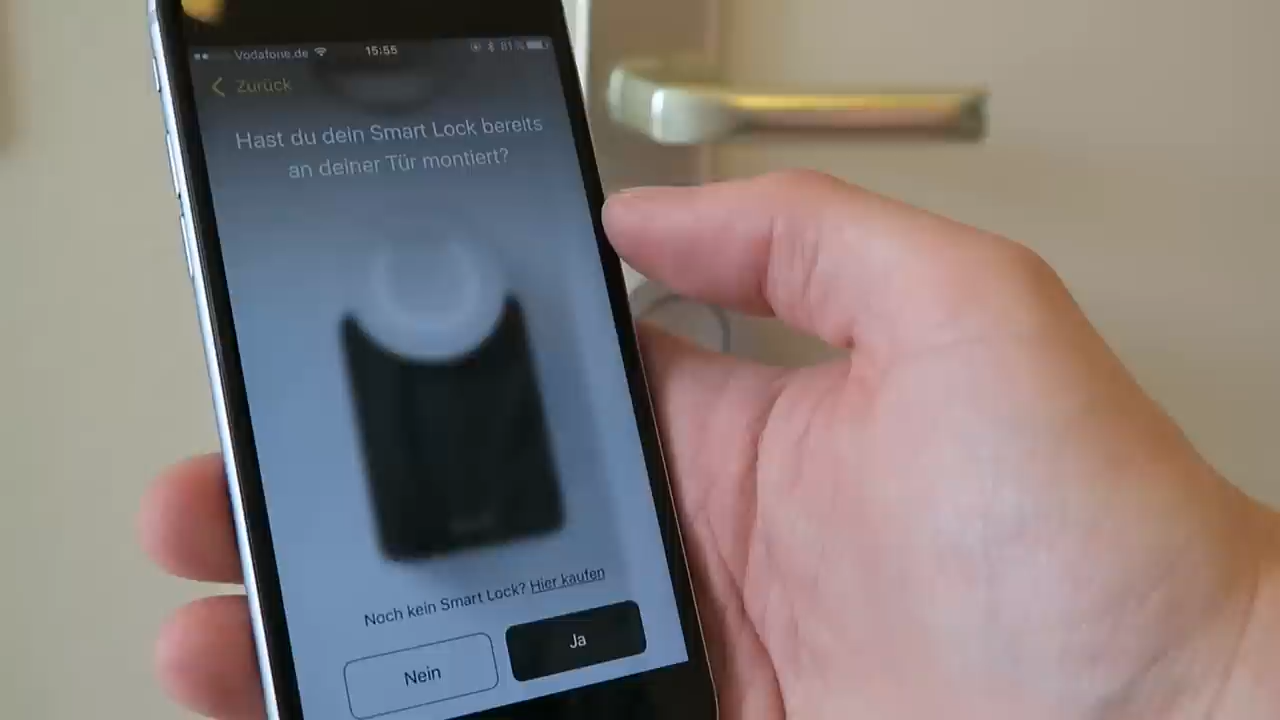 Vodafone.de 15:55 81%
Zurück
Hast du dein Smart Lock bereits
an deiner Tür montiert?
Noch kein Smart Lock? Hier kaufen
Nein
Ja